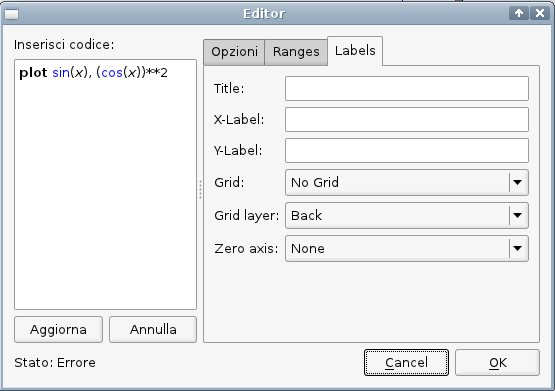 Editor
Inserisci codice:
plot sin(x), (cos(x))**2
Aggiorna
Annulla
Stato: Errore
Opzioni
Ranges
Labels
Title:
X-Label:
Y-Label:
Grid:
No Grid
Grid layer:
Back
Zero axis:
None
Cancel
OK